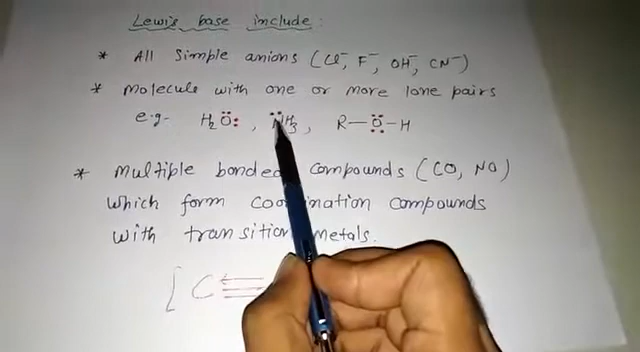 Lewis base include :
* All simple anions (Cl⁻, F⁻, OH⁻, CN⁻)
* Molecule with one or more lone pairs
e.g. H₂Ö: , N̈H₃, R—Ö—H
* Multiple bonded compounds (CO, NO)
which form coordination compounds
with transition metals.
[ C